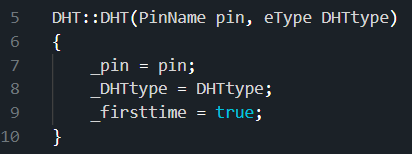 5 DHT::DHT(PinName pin, eType DHTtype)
6 {
7     _pin = pin;
8     _DHTtype = DHTtype;
9     _firsttime = true;
10 }